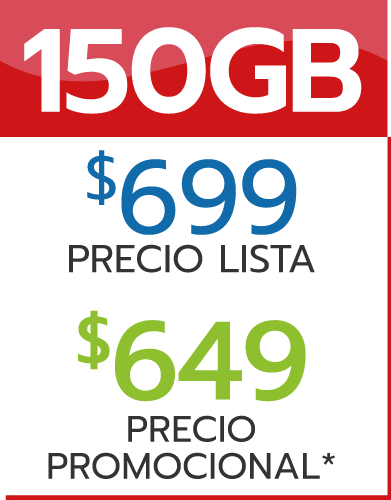 150GB
$699
PRECIO LISTA
$649
PRECIO
PROMOCIONAL*